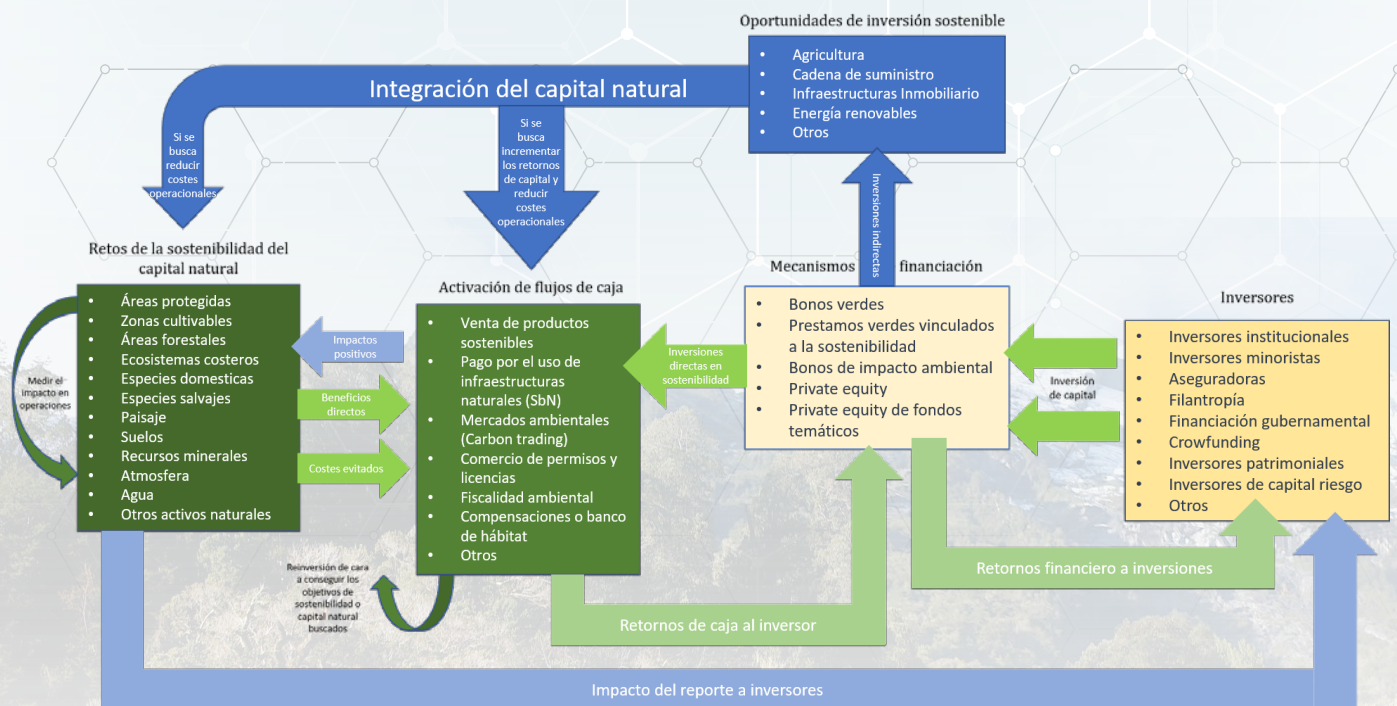 Oportunidades de inversión sostenible
• Agricultura
• Cadena de suministro
• Infraestructuras Inmobiliario
• Energía renovables
• Otros
Integración del capital natural
Si se
busca
reducir
costes
operacionales
Si se
busca
incrementar
los retornos
de capital y
reducir
costes
operacionales
Inversiones indirectas
Retos de la sostenibilidad del
capital natural
• Áreas protegidas
• Zonas cultivables
• Áreas forestales
• Ecosistemas costeros
• Especies domesticas
• Especies salvajes
• Paisaje
• Suelos
• Recursos minerales
• Atmosfera
• Agua
• Otros activos naturales
Medir el
impacto en
operaciones
Impactos
positivos
Beneficios
directos
Costes evitados
Activación de flujos de caja
• Venta de productos
sostenibles
• Pago por el uso de
infraestructuras
naturales (SbN)
• Mercados ambientales
(Carbon trading)
• Comercio de permisos y
licencias
• Fiscalidad ambiental
• Compensaciones o banco
de hábitat
• Otros
Reinversión de cara
a conseguir los
objetivos de
sostenibilidad o
capital natural
buscados
Inversiones
directas en
sostenibilidad
Mecanismos financiación
• Bonos verdes
• Prestamos verdes vinculados
a la sostenibilidad
• Bonos de impacto ambiental
• Private equity
• Private equity de fondos
temáticos
Inversión
de capital
Inversores
• Inversores institucionales
• Inversores minoristas
• Aseguradoras
• Filantropía
• Financiación gubernamental
• Crowfunding
• Inversores patrimoniales
• Inversores de capital riesgo
• Otros
Retornos financiero a inversiones
Retornos de caja al inversor
Impacto del reporte a inversores